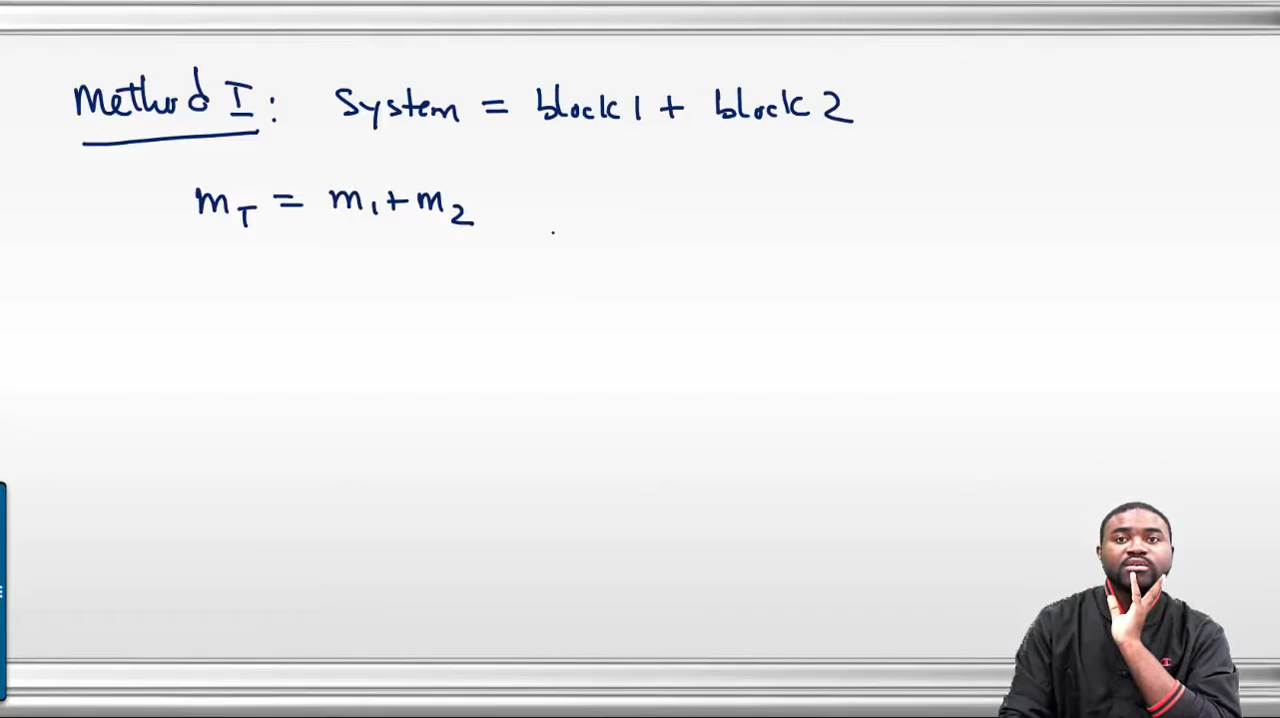 Method I: System = block 1 + block 2
m_T = m_1 + m_2